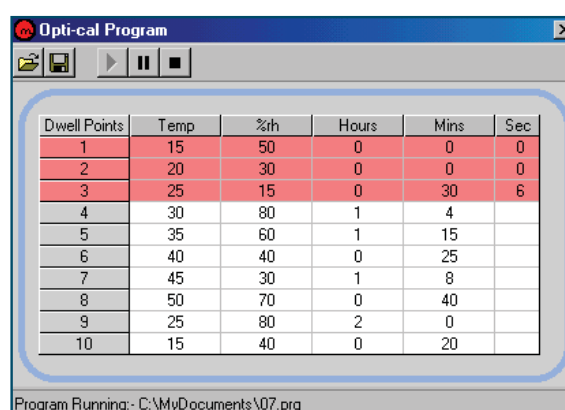 Opti-cal Program
Dwell Points Temp %rh Hours Mins Sec
1 15 50 0 0 0
2 20 30 0 0 0
3 25 15 0 30 6
4 30 80 1 4
5 35 60 1 15
6 40 40 0 25
7 45 30 1 8
8 50 70 0 40
9 25 80 2 0
10 15 40 0 20
Program Running:- C:\MyDocuments\07.prg